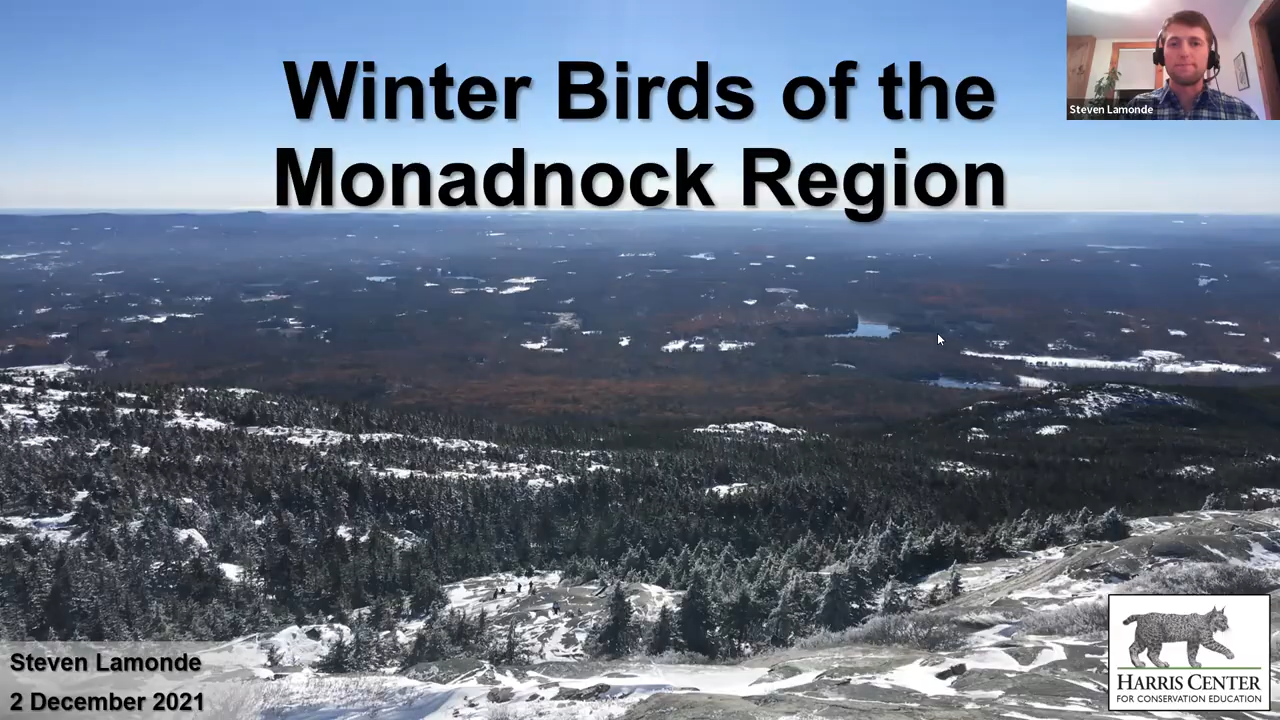 Winter Birds of the
Monadnock Region
Steven Lamonde
Steven Lamonde
2 December 2021
HARRIS CENTER
FOR CONSERVATION EDUCATION